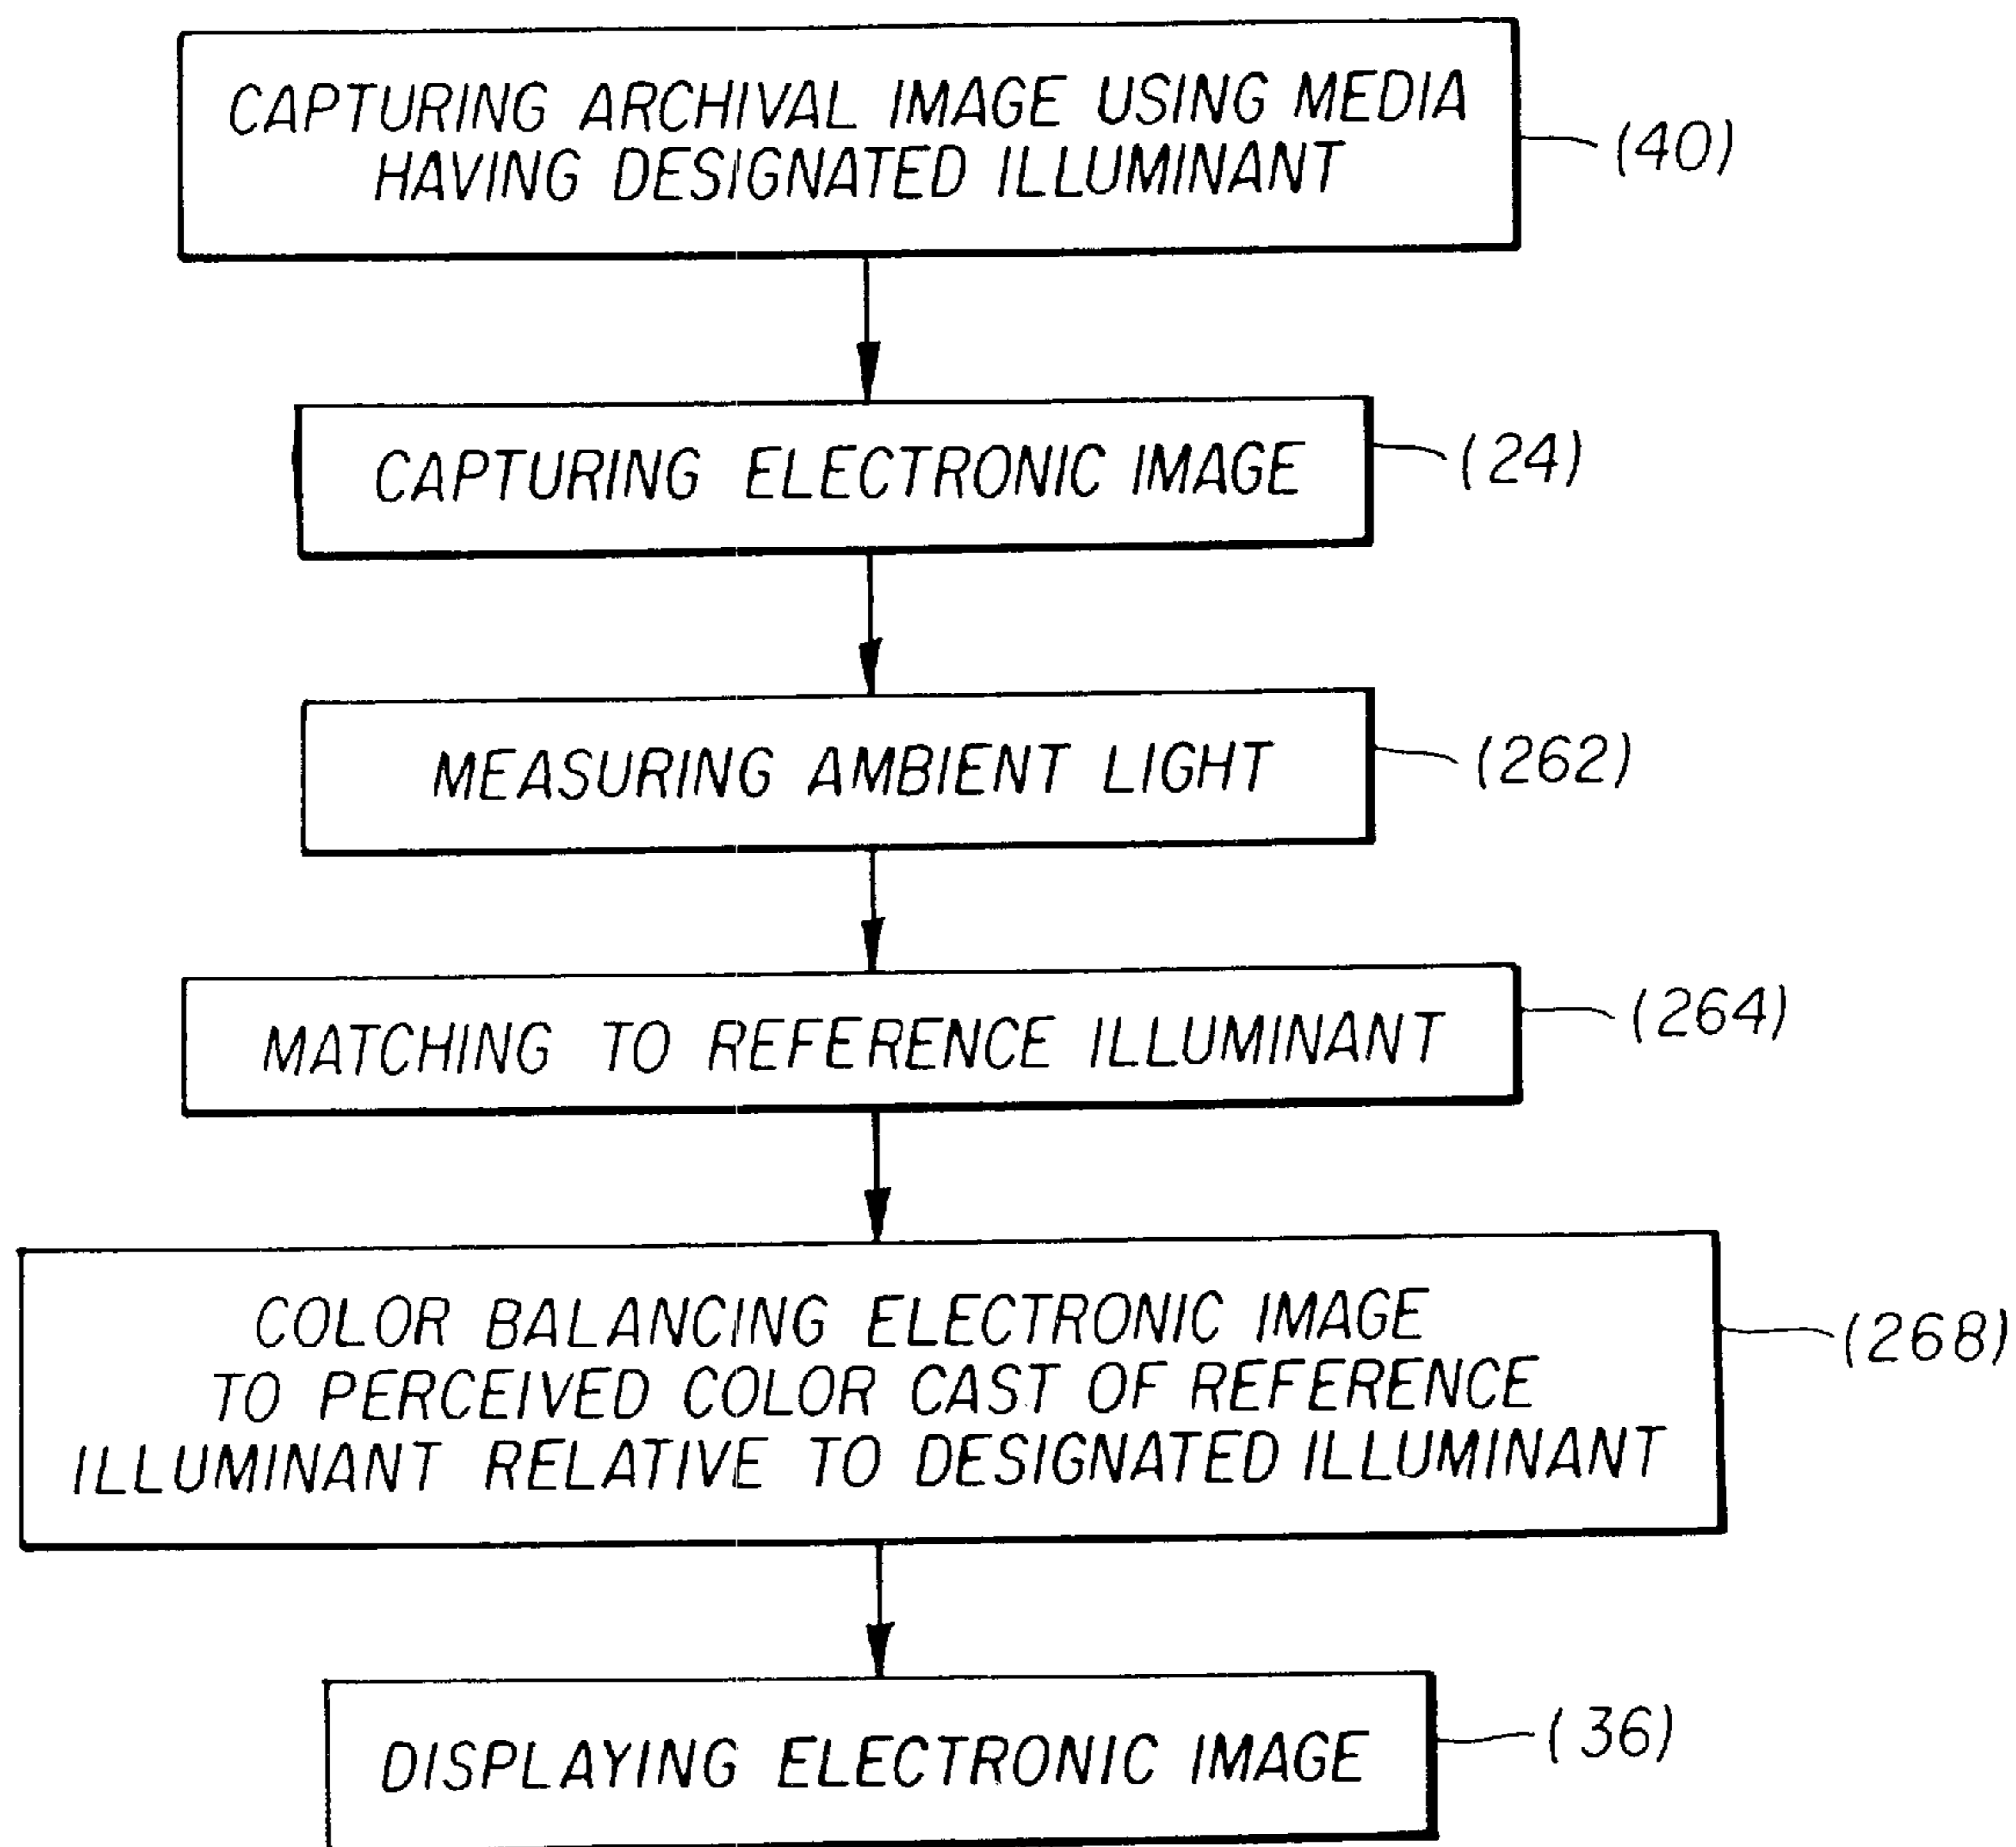 CAPTURING ARCHIVAL IMAGE USING MEDIA
HAVING DESIGNATED ILLUMINANT
(40)
CAPTURING ELECTRONIC IMAGE
(24)
MEASURING AMBIENT LIGHT
(262)
MATCHING TO REFERENCE ILLUMINANT
(264)
COLOR BALANCING ELECTRONIC IMAGE
TO PERCEIVED COLOR CAST OF REFERENCE
ILLUMINANT RELATIVE TO DESIGNATED ILLUMINANT
(268)
DISPLAYING ELECTRONIC IMAGE
(36)